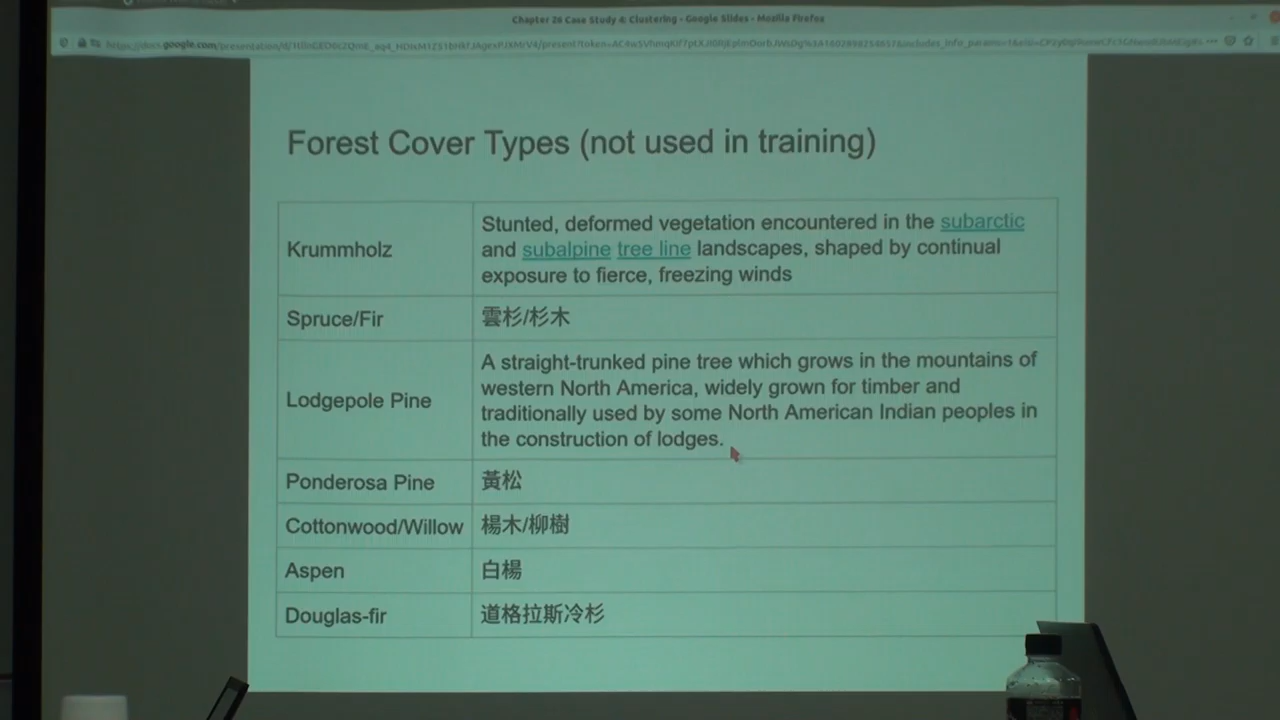 Chapter 26 Case Study 4: Clustering - Google Slides - Mozilla Firefox
Forest Cover Types (not used in training)
Krummholz
Stunted, deformed vegetation encountered in the subarctic
and subalpine tree line landscapes, shaped by continual
exposure to fierce, freezing winds
Spruce/Fir
雲杉/杉木
Lodgepole Pine
A straight-trunked pine tree which grows in the mountains of
western North America, widely grown for timber and
traditionally used by some North American Indian peoples in
the construction of lodges.
Ponderosa Pine
黃松
Cottonwood/Willow
楊木/柳樹
Aspen
白楊
Douglas-fir
道格拉斯冷杉